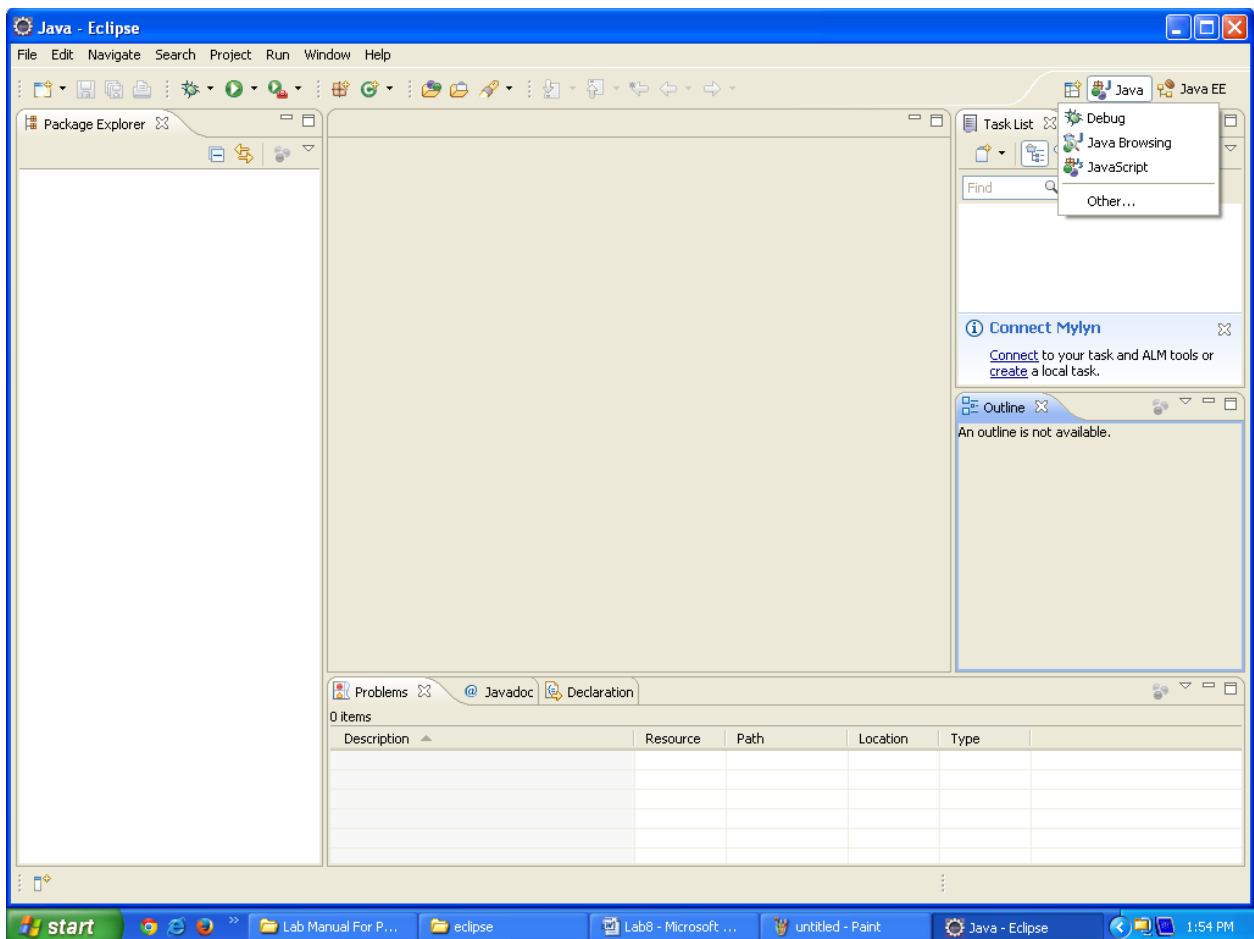 Java - Eclipse
File Edit Navigate Search Project Run Window Help
Java Java EE
Package Explorer
Task List
Debug
Java Browsing
JavaScript
Other...
Find
Connect Mylyn
Connect to your task and ALM tools or
create a local task.
Outline
An outline is not available.
Problems @ Javadoc Declaration
0 items
Description Resource Path Location Type
start Lab Manual For P... eclipse Lab8 - Microsoft ... untitled - Paint Java - Eclipse 1:54 PM